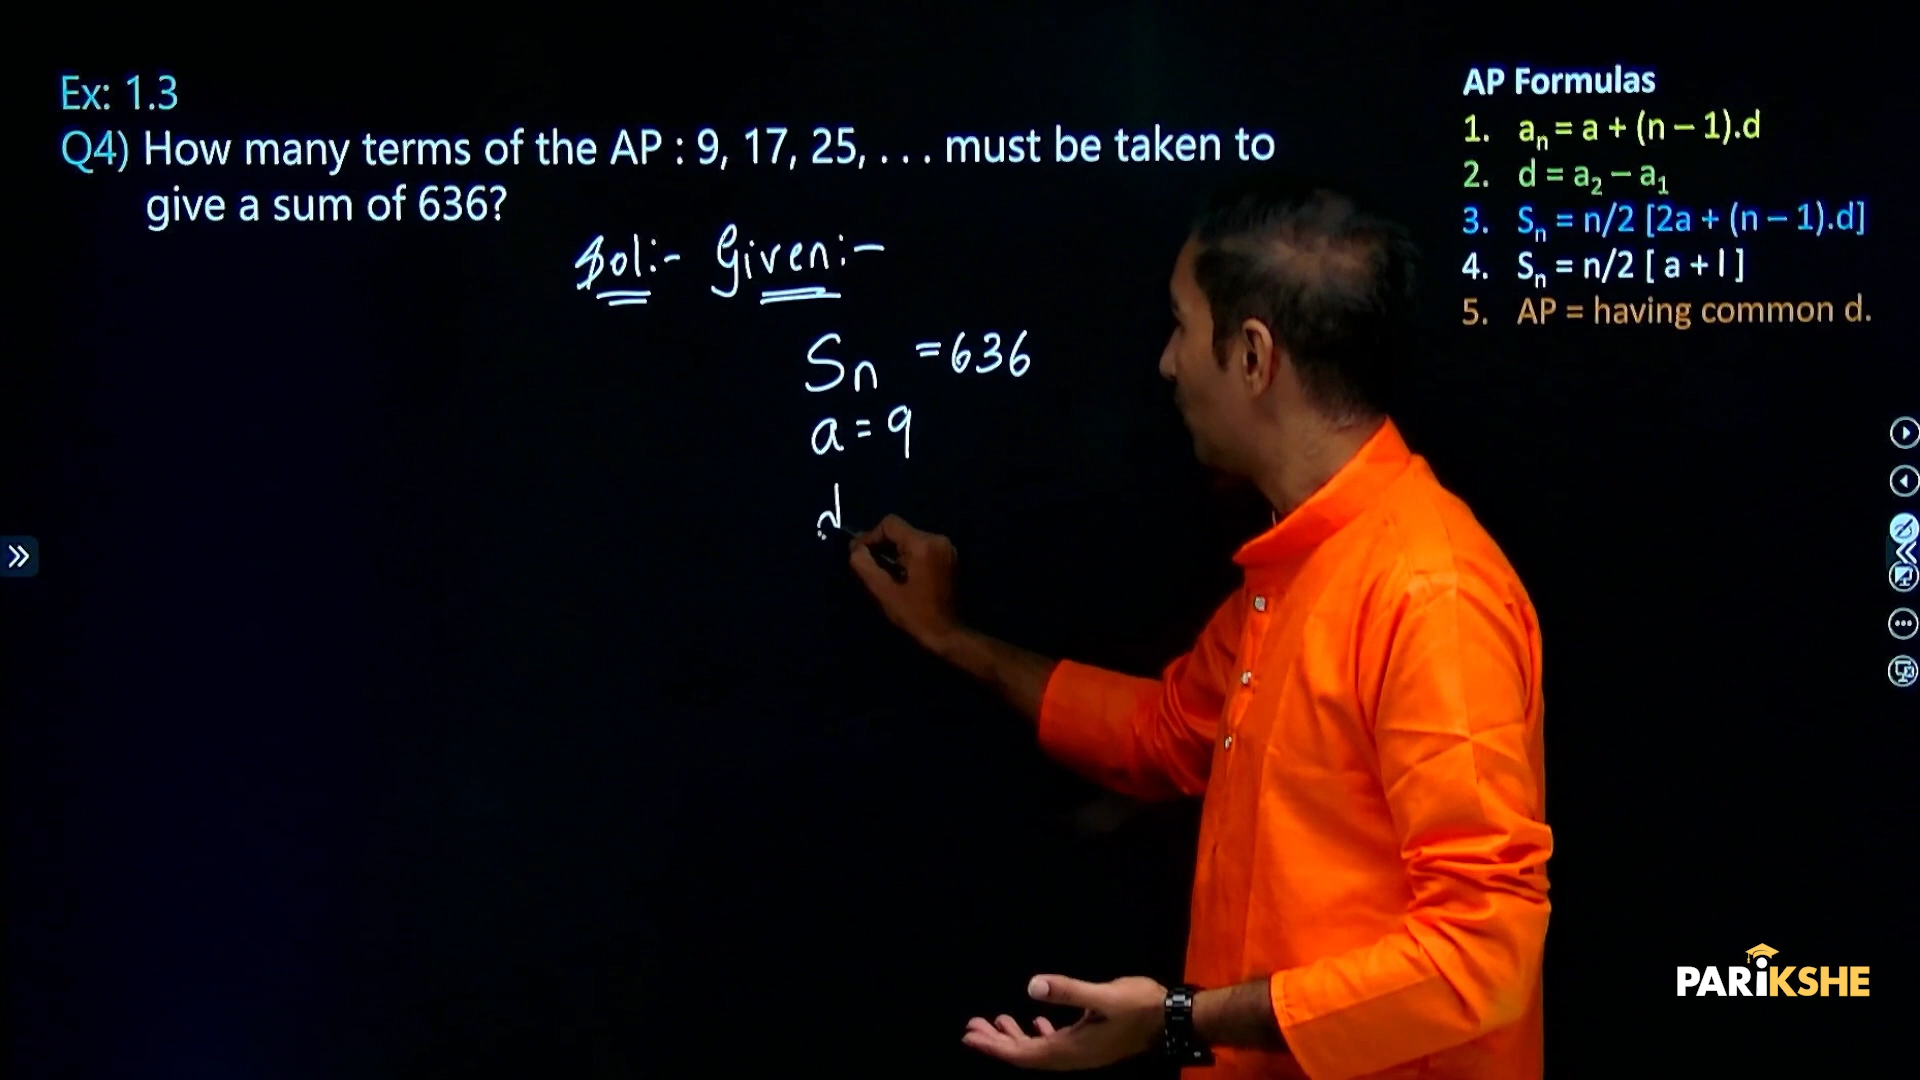 Ex: 1.3
Q4) How many terms of the AP : 9, 17, 25, . . . must be taken to
give a sum of 636?
Sol:- Given:-
Sn = 636
a = 9
d
AP Formulas
1. an = a + (n – 1).d
2. d = a2 – a1
3. Sn = n/2 [2a + (n – 1).d]
4. Sn = n/2 [ a + l ]
5. AP = having common d.
PARiKSHE